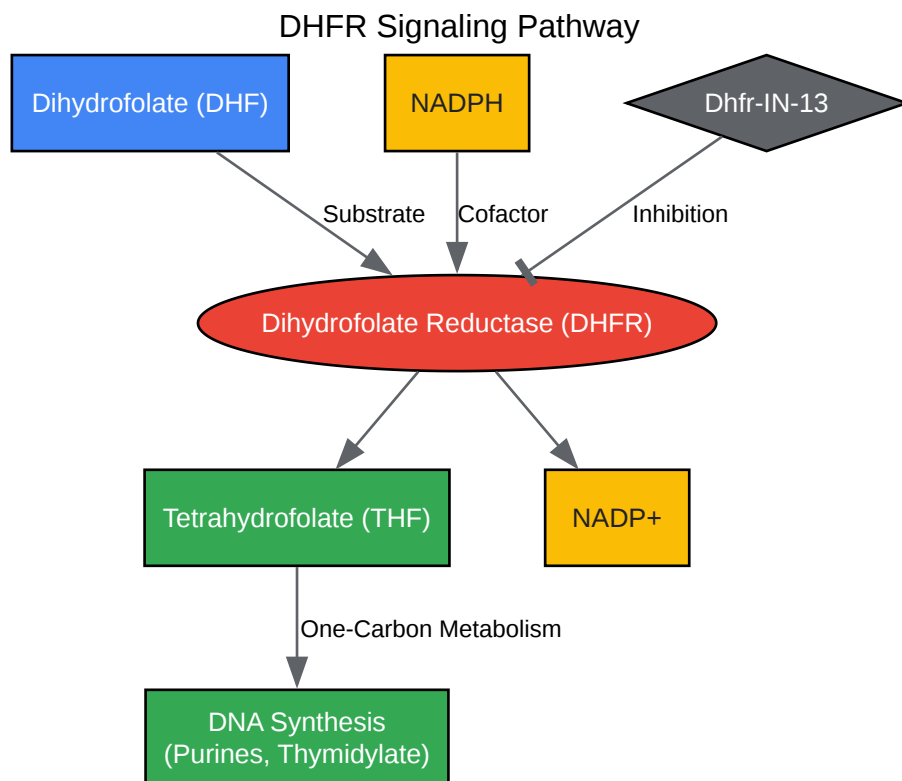 DHFR Signaling Pathway
Dihydrofolate (DHF)
NADPH
Dhfr-IN-13
Substrate
Cofactor
Inhibition
Dihydrofolate Reductase (DHFR)
Tetrahydrofolate (THF)
NADP+
One-Carbon Metabolism
DNA Synthesis
(Purines, Thymidylate)